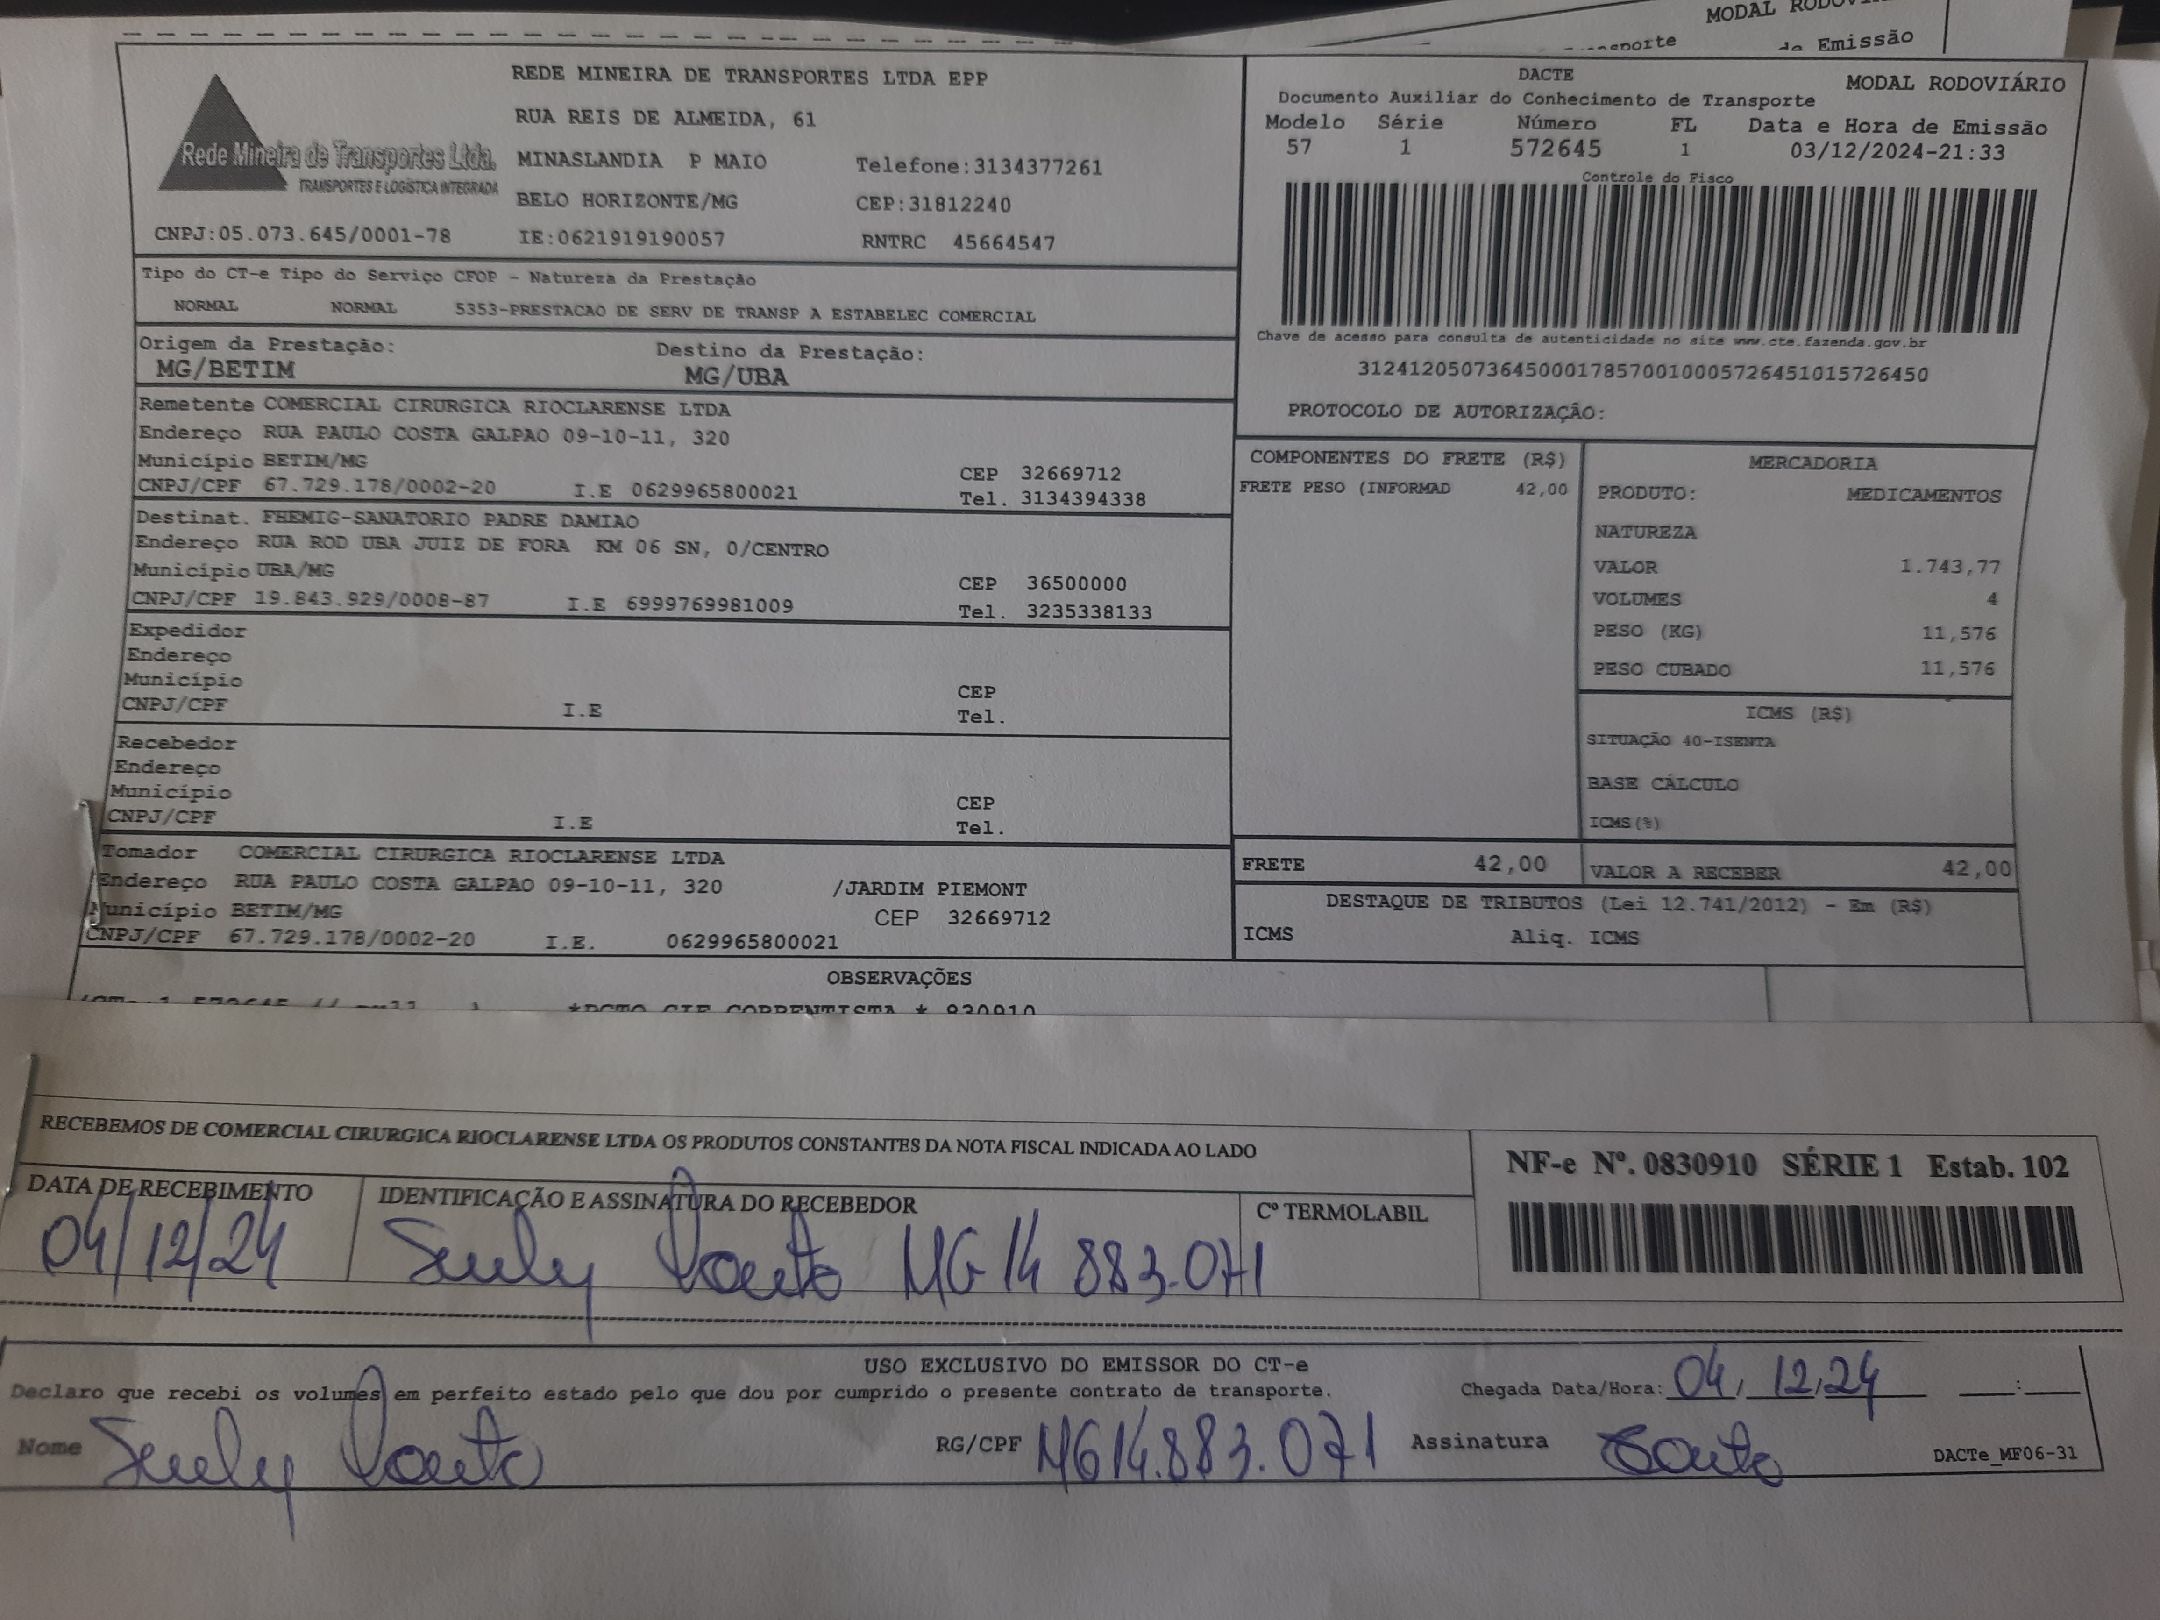 MODAL RODOVI
nsporte
de Emissão
REDE MINEIRA DE TRANSPORTES LTDA EPP
RUA REIS DE ALMEIDA, 61
MINASLANDIA P MAIO Telefone:3134377261
BELO HORIZONTE/MG CEP:31812240
Rede Mineira de Transportes Ltda.
TRANSPORTES E LOGÍSTICA INTEGRADA
CNPJ:05.073.645/0001-78 IE:0621919190057 RNTRC 45664547
DACTE MODAL RODOVIÁRIO
Documento Auxiliar do Conhecimento de Transporte
Modelo Série Número FL Data e Hora de Emissão
57 1 572645 1 03/12/2024-21:33
Controle do Fisco
Chave de acesso para consulta de autenticidade no site www.cte.fazenda.gov.br
31241205073645000178570010005726451015726450
PROTOCOLO DE AUTORIZAÇÂO:
Tipo do CT-e Tipo do Serviço CFOP - Natureza da Prestação
NORMAL NORMAL 5353-PRESTACAO DE SERV DE TRANSP A ESTABELEC COMERCIAL
Origem da Prestação: Destino da Prestação:
MG/BETIM MG/UBA
Remetente COMERCIAL CIRURGICA RIOCLARENSE LTDA
Endereço RUA PAULO COSTA GALPAO 09-10-11, 320
Município BETIM/MG CEP 32669712
CNPJ/CPF 67.729.178/0002-20 I.E 0629965800021 Tel. 3134394338
Destinat. FHEMIG-SANATORIO PADRE DAMIAO
Endereço RUA ROD UBA JUIZ DE FORA KM 06 SN, 0/CENTRO
Município UBA/MG CEP 36500000
CNPJ/CPF 19.843.929/0008-87 I.E 6999769981009 Tel. 3235338133
Expedidor
Endereço
Município CEP
CNPJ/CPF I.E Tel.
Recebedor
Endereço
Município CEP
CNPJ/CPF I.E Tel.
Tomador COMERCIAL CIRURGICA RIOCLARENSE LTDA
Endereço RUA PAULO COSTA GALPAO 09-10-11, 320 /JARDIM PIEMONT
Município BETIM/MG CEP 32669712
CNPJ/CPF 67.729.178/0002-20 I.E. 0629965800021
COMPONENTES DO FRETE (R$)
FRETE PESO (INFORMAD 42,00
MERCADORIA
PRODUTO: MEDICAMENTOS
NATUREZA
VALOR 1.743,77
VOLUMES 4
PESO (KG) 11,576
PESO CUBADO 11,576
ICMS (R$)
SITUAÇÃO 40-ISENTA
BASE CÁLCULO
ICMS(%)
FRETE 42,00 VALOR A RECEBER 42,00
DESTAQUE DE TRIBUTOS (Lei 12.741/2012) - Em (R$)
ICMS Aliq. ICMS
OBSERVAÇÕES
572645 *DCTO CIF CORRENTISTA * 830910
RECEBEMOS DE COMERCIAL CIRURGICA RIOCLARENSE LTDA OS PRODUTOS CONSTANTES DA NOTA FISCAL INDICADA AO LADO
NF-e Nº. 0830910 SÉRIE 1 Estab. 102
DATA DE RECEBIMENTO IDENTIFICAÇÃO E ASSINATURA DO RECEBEDOR Cº TERMOLABIL
04/12/24 MG 14 883.071
USO EXCLUSIVO DO EMISSOR DO CT-e
Declaro que recebi os volumes em perfeito estado pelo que dou por cumprido o presente contrato de transporte. Chegada Data/Hora: 04/12/24 __:__
Nome RG/CPF MG14.883.071 Assinatura DACTe_MF06-31